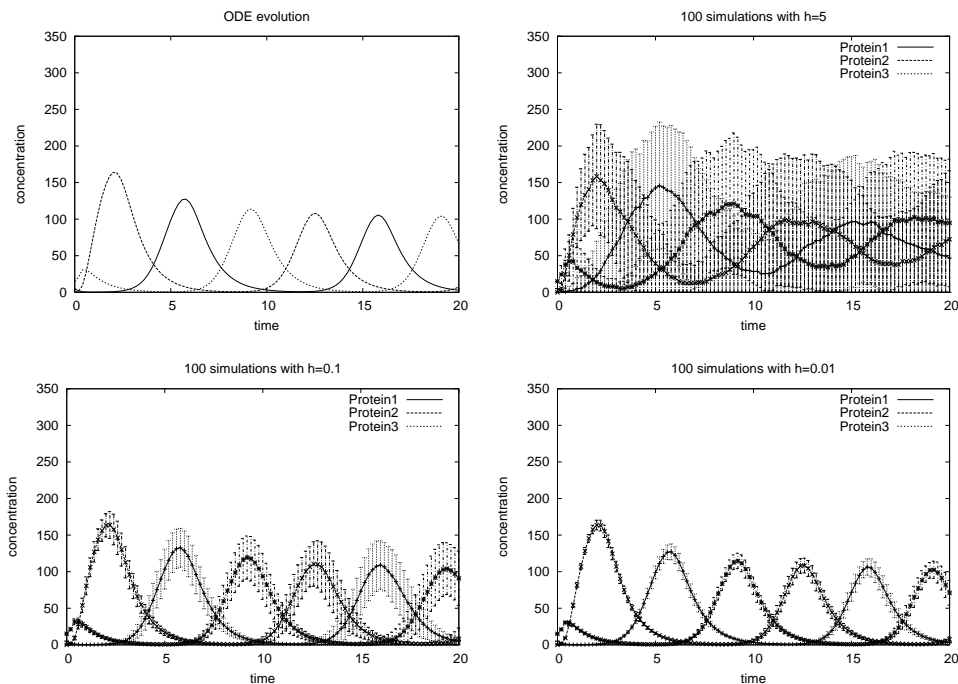 ODE evolution
350
300
250
200
150
100
50
0
concentration
0 5 10 15 20
time
100 simulations with h=5
350
300
250
200
150
100
50
0
concentration
Protein1
Protein2
Protein3
0 5 10 15 20
time
100 simulations with h=0.1
350
300
250
200
150
100
50
0
concentration
Protein1
Protein2
Protein3
0 5 10 15 20
time
100 simulations with h=0.01
350
300
250
200
150
100
50
0
concentration
Protein1
Protein2
Protein3
0 5 10 15 20
time